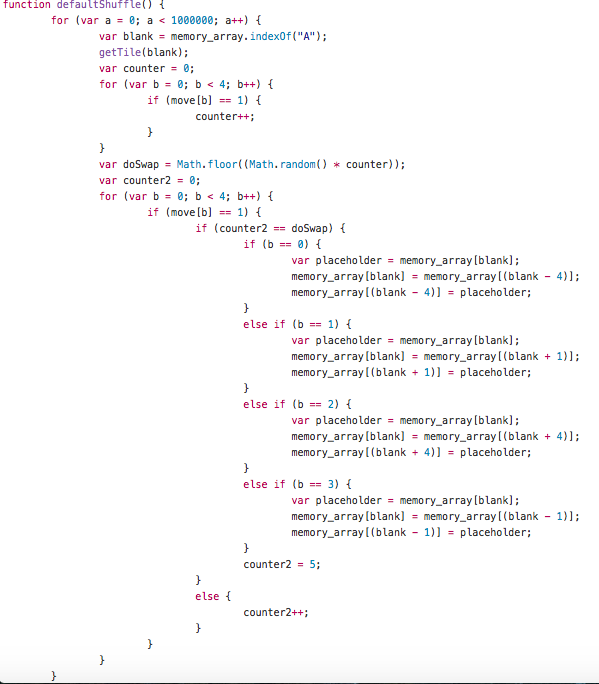 function defaultShuffle() {
for (var a = 0; a < 1000000; a++) {
var blank = memory_array.indexOf("A");
getTile(blank);
var counter = 0;
for (var b = 0; b < 4; b++) {
if (move[b] == 1) {
counter++;
}
}
var doSwap = Math.floor((Math.random() * counter));
var counter2 = 0;
for (var b = 0; b < 4; b++) {
if (move[b] == 1) {
if (counter2 == doSwap) {
if (b == 0) {
var placeholder = memory_array[blank];
memory_array[blank] = memory_array[(blank - 4)];
memory_array[(blank - 4)] = placeholder;
}
else if (b == 1) {
var placeholder = memory_array[blank];
memory_array[blank] = memory_array[(blank + 1)];
memory_array[(blank + 1)] = placeholder;
}
else if (b == 2) {
var placeholder = memory_array[blank];
memory_array[blank] = memory_array[(blank + 4)];
memory_array[(blank + 4)] = placeholder;
}
else if (b == 3) {
var placeholder = memory_array[blank];
memory_array[blank] = memory_array[(blank - 1)];
memory_array[(blank - 1)] = placeholder;
}
counter2 = 5;
}
else {
counter2++;
}
}
}
}